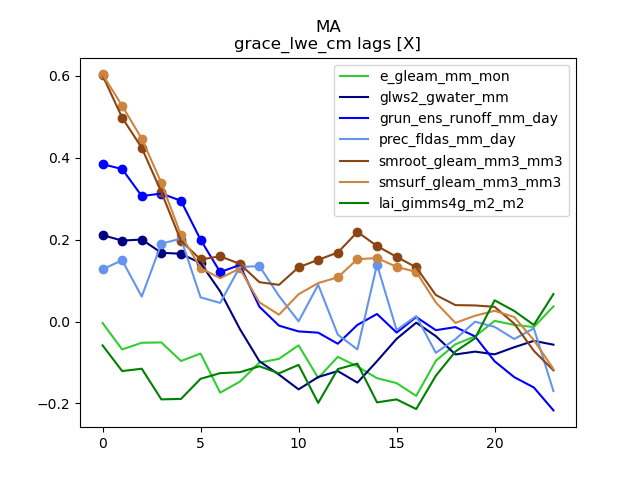 MA
grace_lwe_cm lags [X]
e_gleam_mm_mon
glws2_gwater_mm
grun_ens_runoff_mm_day
prec_fldas_mm_day
smroot_gleam_mm3_mm3
smsurf_gleam_mm3_mm3
lai_gimms4g_m2_m2
0.6
0.4
0.2
0.0
−0.2
0 5 10 15 20